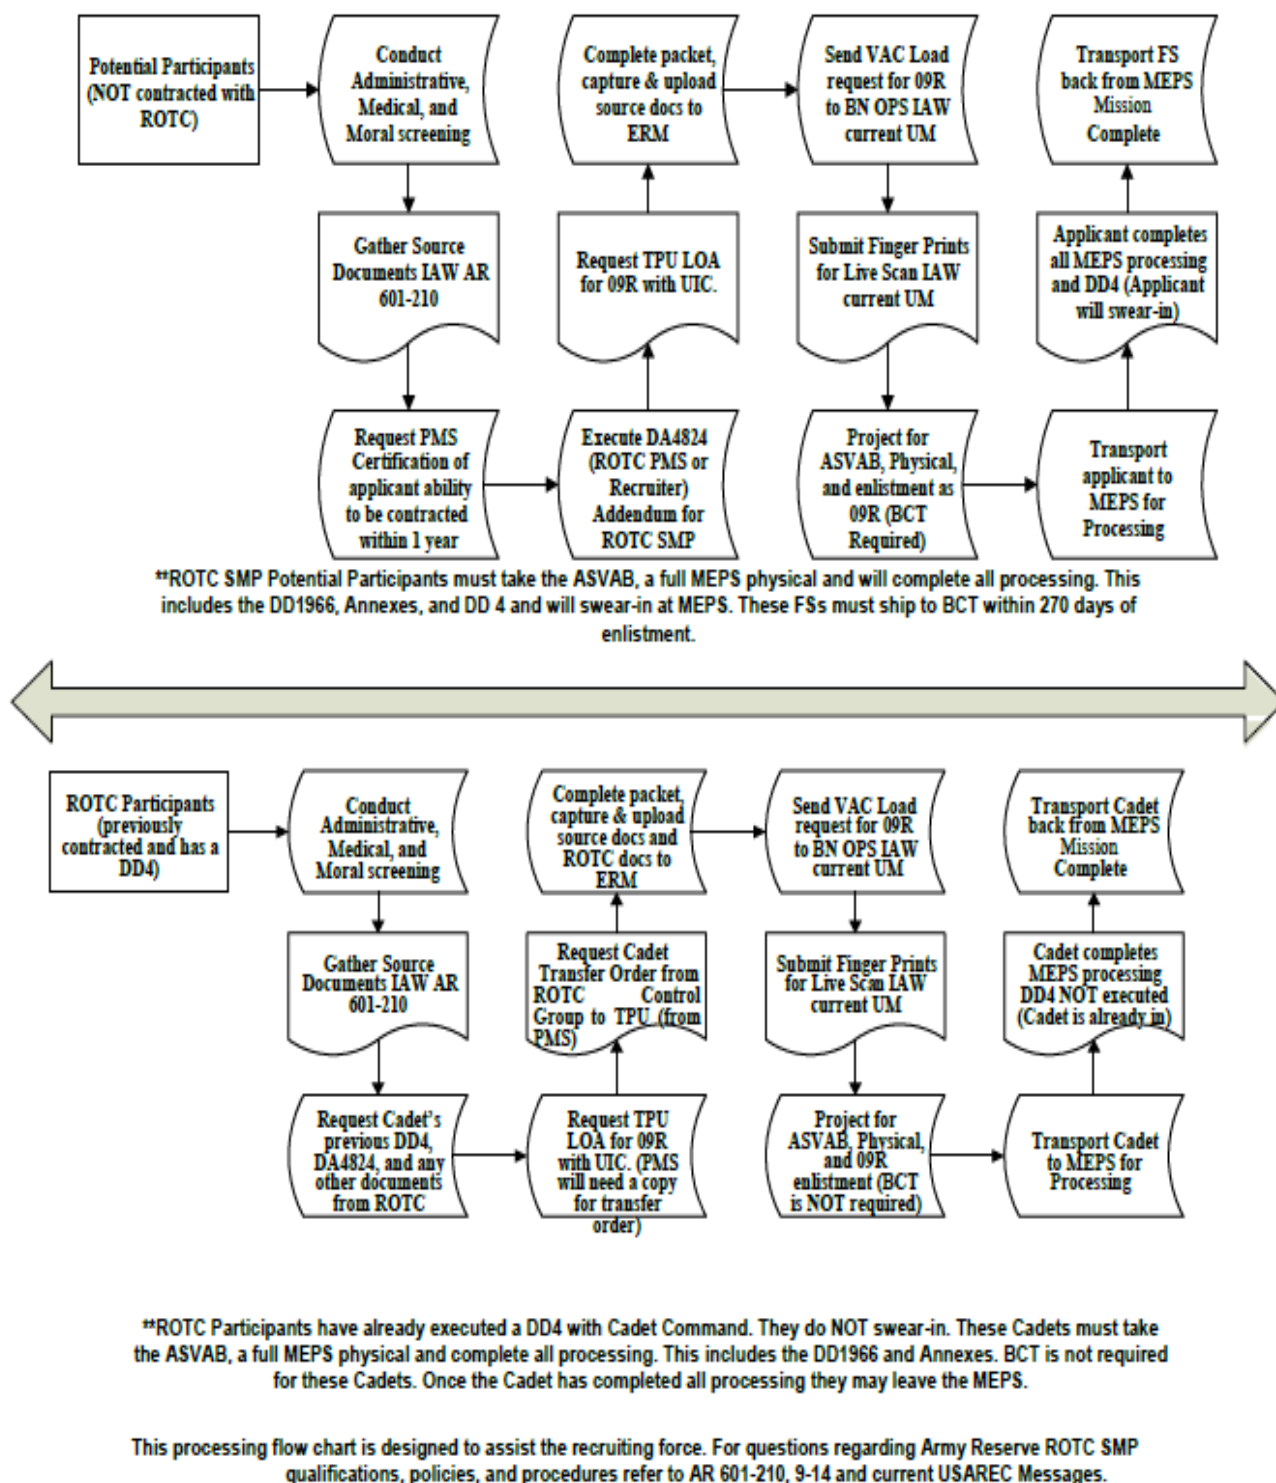 Potential Participants
(NOT contracted with
ROTC)
Conduct
Administrative,
Medical, and
Moral screening
Gather Source
Documents IAW AR
601-210
Request PMS
Certification of
applicant ability
to be contracted
within 1 year
Execute DA4824
(ROTC PMS or
Recruiter)
Addendum for
ROTC SMP
Request TPU LOA
for 09R with UIC.
Complete packet,
capture & upload
source docs to
ERM
Send VAC Load
request for 09R
to BN OPS IAW
current UM
Submit Finger Prints
for Live Scan IAW
current UM
Project for
ASVAB, Physical,
and enlistment as
09R (BCT
Required)
Transport
applicant to
MEPS for
Processing
Applicant completes
all MEPS processing
and DD4 (Applicant
will swear-in)
Transport FS
back from MEPS
Mission
Complete
**ROTC SMP Potential Participants must take the ASVAB, a full MEPS physical and will complete all processing. This
includes the DD1966, Annexes, and DD 4 and will swear-in at MEPS. These FSs must ship to BCT within 270 days of
enlistment.
ROTC Participants
(previously
contracted and has a
DD4)
Conduct
Administrative,
Medical, and
Moral screening
Gather Source
Documents IAW AR
601-210
Request Cadet's
previous DD4,
DA4824, and any
other documents
from ROTC
Request TPU
LOA for 09R
with UIC. (PMS
will need a copy
for transfer
order)
Request Cadet
Transfer Order from
ROTC Control
Group to TPU (from
PMS)
Complete packet,
capture & upload
source docs and
ROTC docs to
ERM
Send VAC Load
request for 09R
to BN OPS IAW
current UM
Submit Finger Prints
for Live Scan IAW
current UM
Project for
ASVAB, Physical,
and 09R
enlistment (BCT
is NOT required)
Transport Cadet
to MEPS for
Processing
Cadet completes
MEPS processing
DD4 NOT executed
(Cadet is already in)
Transport Cadet
back from MEPS
Mission
Complete
**ROTC Participants have already executed a DD4 with Cadet Command. They do NOT swear-in. These Cadets must take
the ASVAB, a full MEPS physical and complete all processing. This includes the DD1966 and Annexes. BCT is not required
for these Cadets. Once the Cadet has completed all processing they may leave the MEPS.
This processing flow chart is designed to assist the recruiting force. For questions regarding Army Reserve ROTC SMP
qualifications, policies, and procedures refer to AR 601-210, 9-14 and current USAREC Messages.